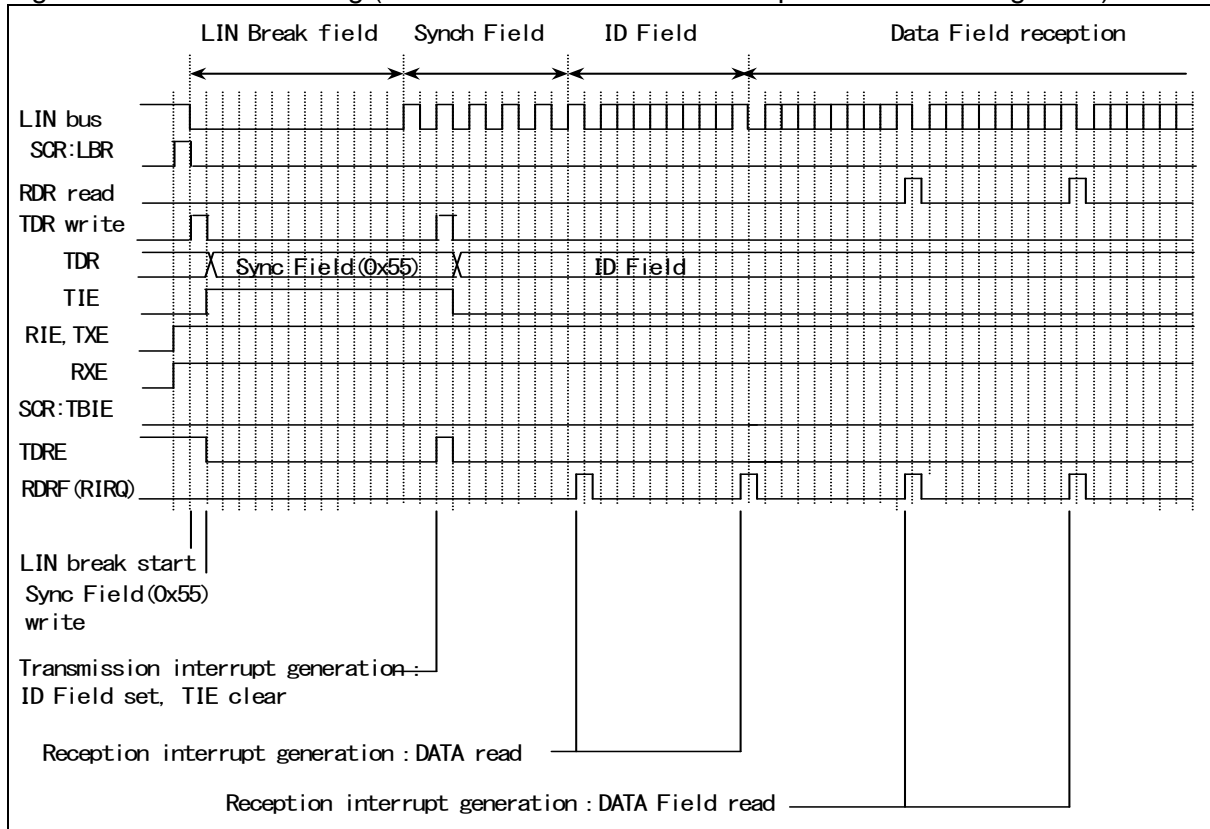 LIN Break field Synch Field ID Field Data Field reception
LIN bus
SCR:LBR
RDR read
TDR write
TDR Sync Field(0x55) ID Field
TIE
RIE,TXE
RXE
SCR:TBIE
TDRE
RDRF(RIRQ)
LIN break start
Sync Field(0x55)
write
Transmission interrupt generation:
ID Field set, TIE clear
Reception interrupt generation:DATA read
Reception interrupt generation:DATA Field read